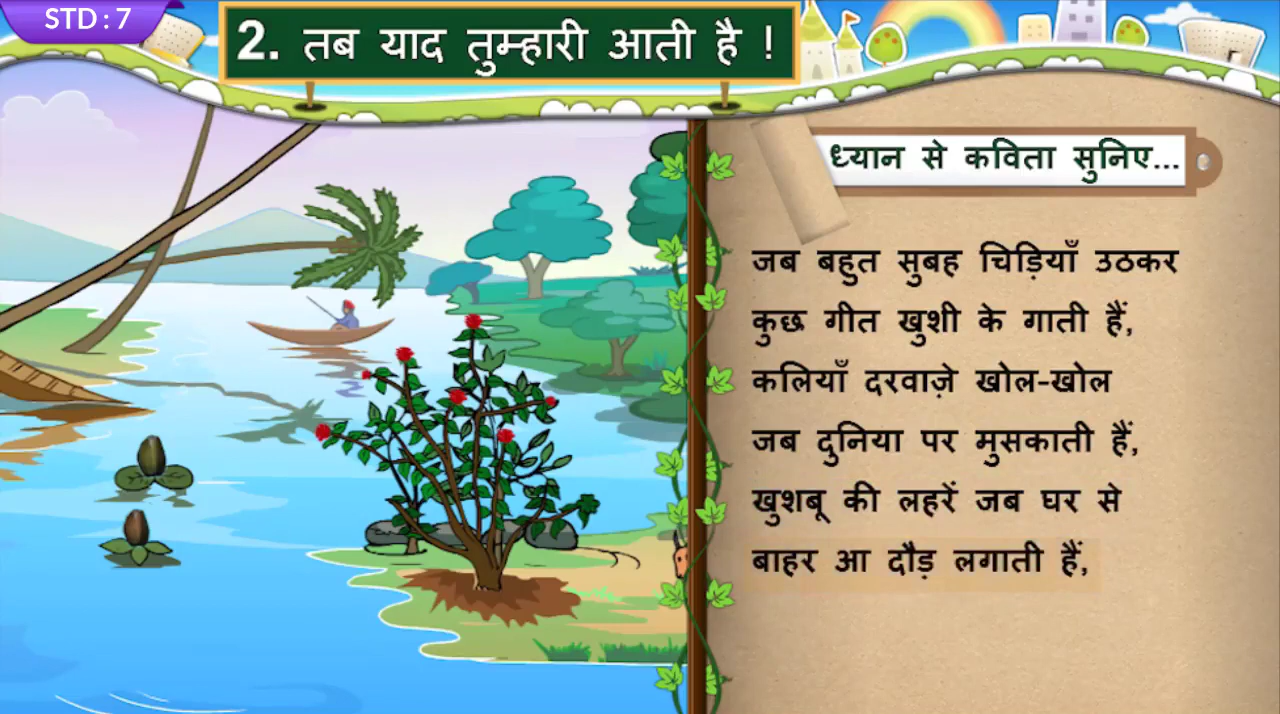 STD : 7
2. तब याद तुम्हारी आती है !
ध्यान से कविता सुनिए...
जब बहुत सुबह चिड़ियाँ उठकर
कुछ गीत खुशी के गाती हैं,
कलियाँ दरवाज़े खोल-खोल
जब दुनिया पर मुसकाती हैं,
खुशबू की लहरें जब घर से
बाहर आ दौड़ लगाती हैं,